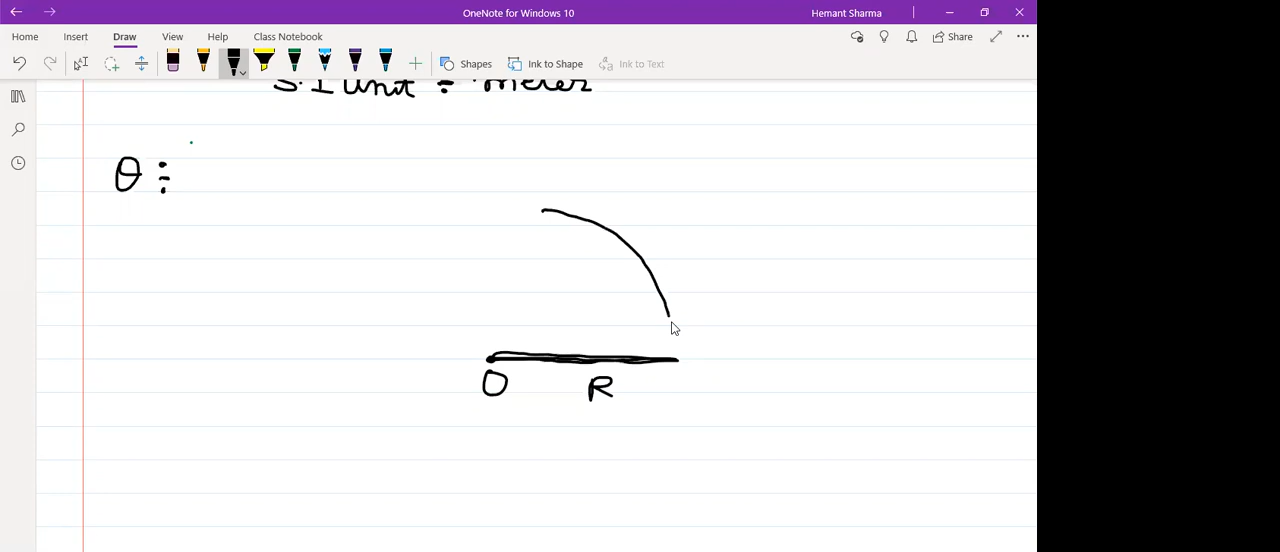 OneNote for Windows 10
Hemant Sharma
Home Insert Draw View Help Class Notebook
Share
Shapes Ink to Shape Ink to Text
S.I unit ÷ meter
θ ÷
O R